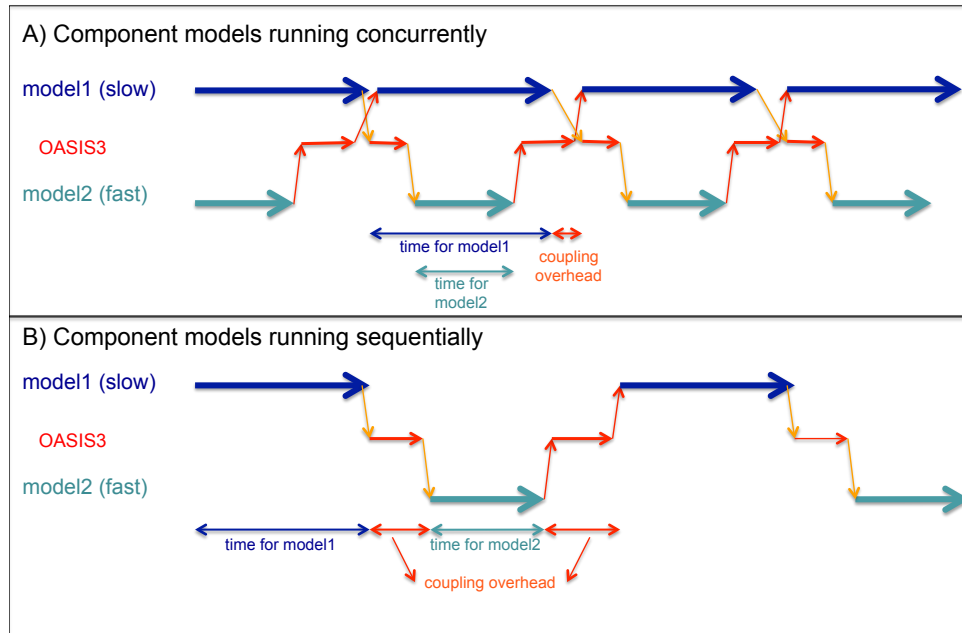 A) Component models running concurrently
model1 (slow)
OASIS3
model2 (fast)
time for model1
coupling
overhead
time for
model2
B) Component models running sequentially
model1 (slow)
OASIS3
model2 (fast)
time for model1
time for model2
coupling overhead